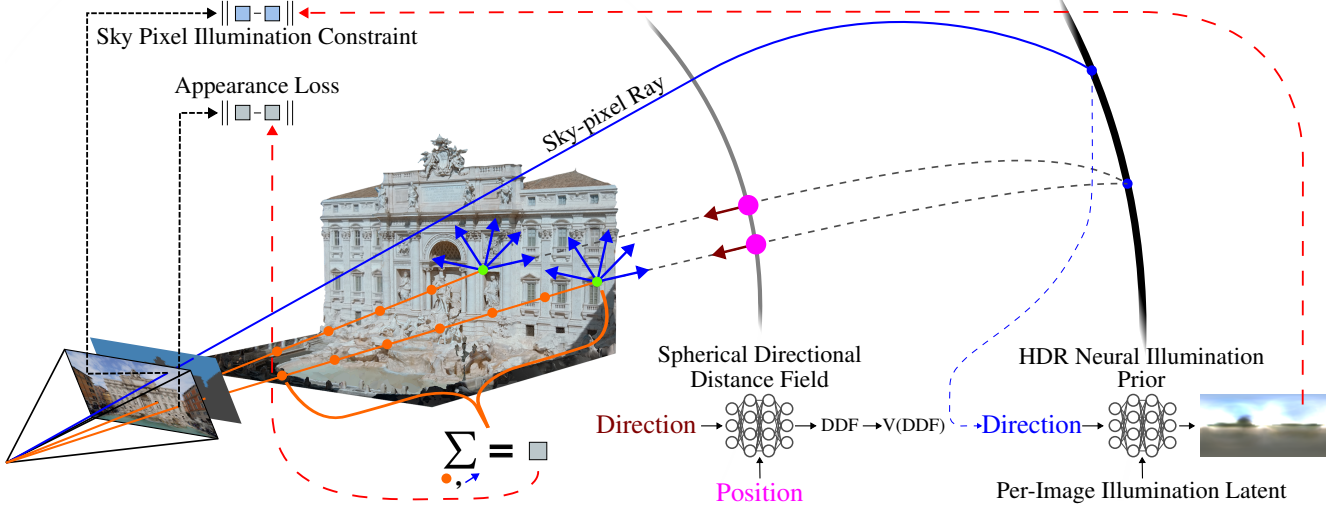 || - ||
Sky Pixel Illumination Constraint
Appearance Loss
|| - ||
Sky-pixel Ray
Spherical Directional
Distance Field
HDR Neural Illumination
Prior
Direction
DDF
V(DDF)
Direction
Σ =
,
Position
Per-Image Illumination Latent